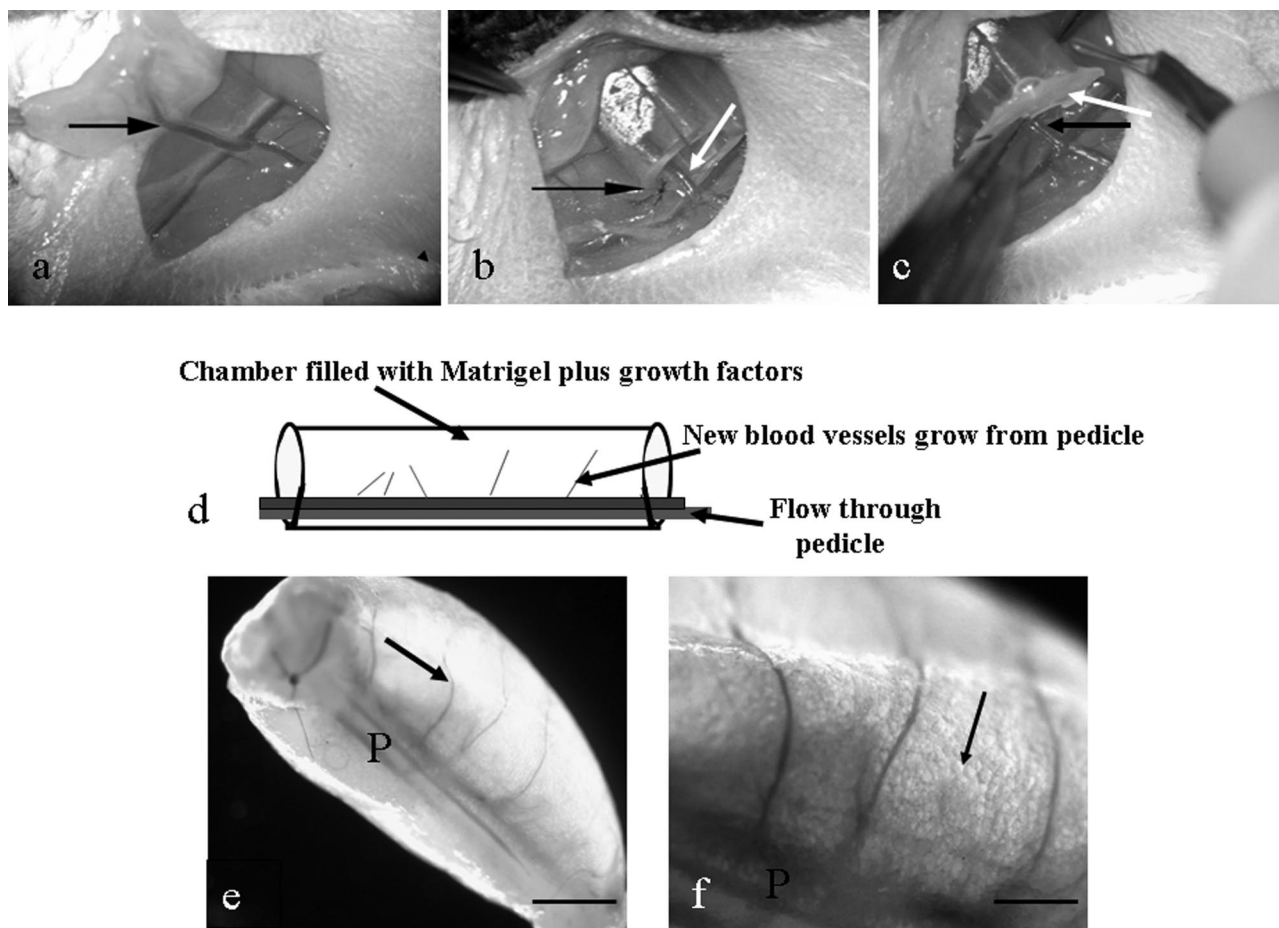 a
b
c
Chamber filled with Matrigel plus growth factors
New blood vessels grow from pedicle
d
Flow through
pedicle
P
e
P
f